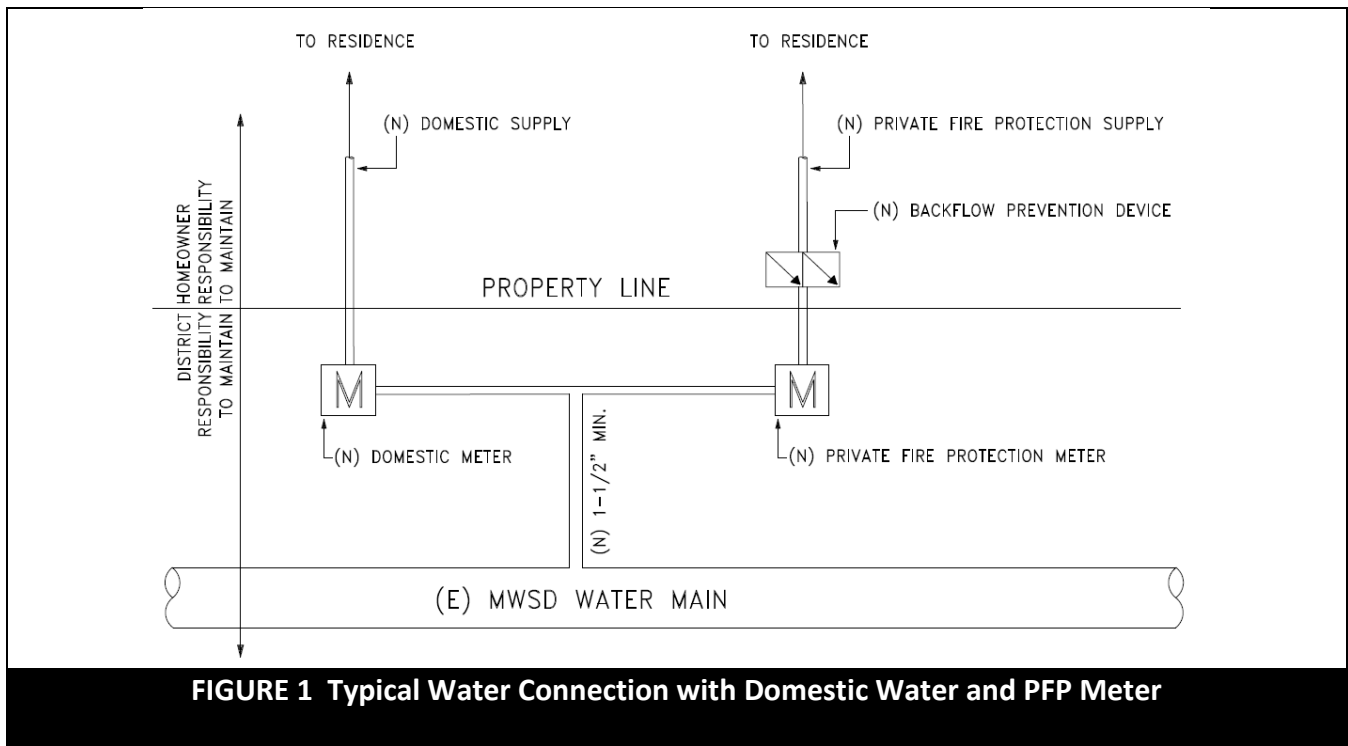 TO RESIDENCE
TO RESIDENCE
(N) DOMESTIC SUPPLY
(N) PRIVATE FIRE PROTECTION SUPPLY
(N) BACKFLOW PREVENTION DEVICE
HOMEOWNER
RESPONSIBILITY
TO MAINTAIN
PROPERTY LINE
DISTRICT
RESPONSIBILITY
TO MAINTAIN
M
M
(N) DOMESTIC METER
(N) 1-1/2" MIN.
(N) PRIVATE FIRE PROTECTION METER
(E) MWSD WATER MAIN
FIGURE 1 Typical Water Connection with Domestic Water and PFP Meter